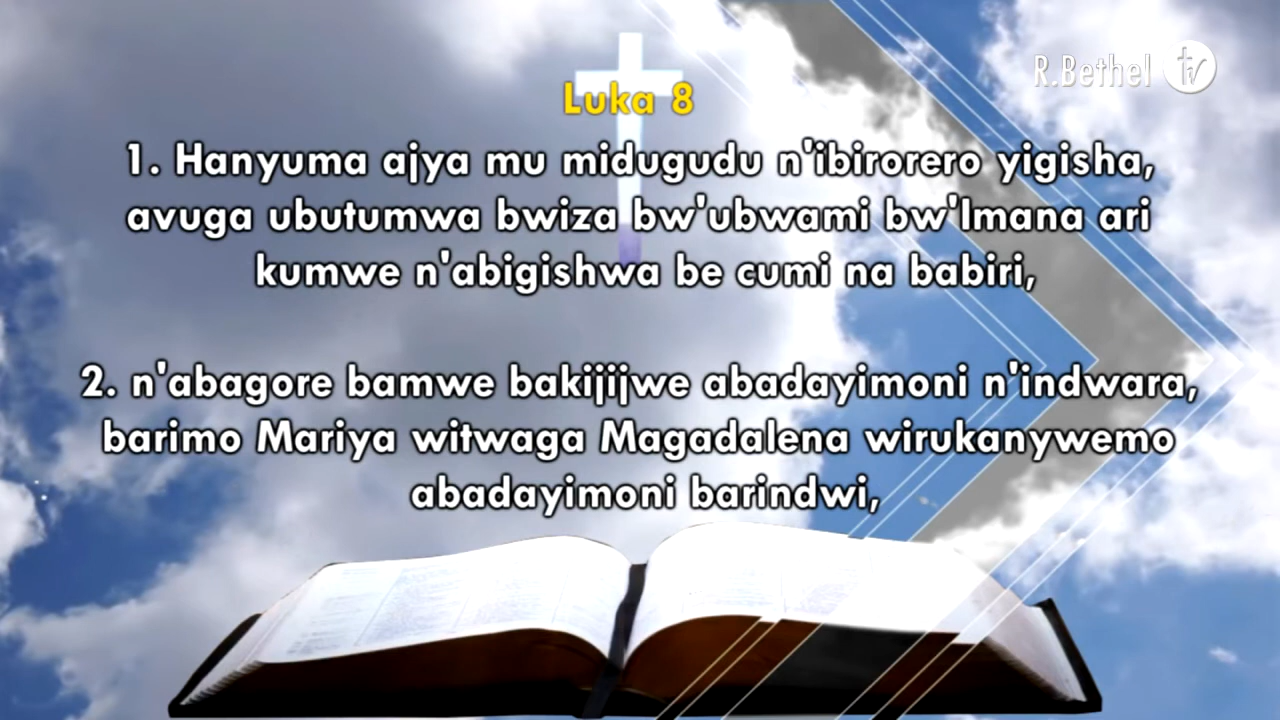 R.Bethel tv
Luka 8
1. Hanyuma ajya mu midugudu n'ibirorero yigisha,
avuga ubutumwa bwiza bw'ubwami bw'Imana ari
kumwe n'abigishwa be cumi na babiri,
2. n'abagore bamwe bakijijwe abadayimoni n'indwara,
barimo Mariya witwaga Magadalena wirukanywemo
abadayimoni barindwi,